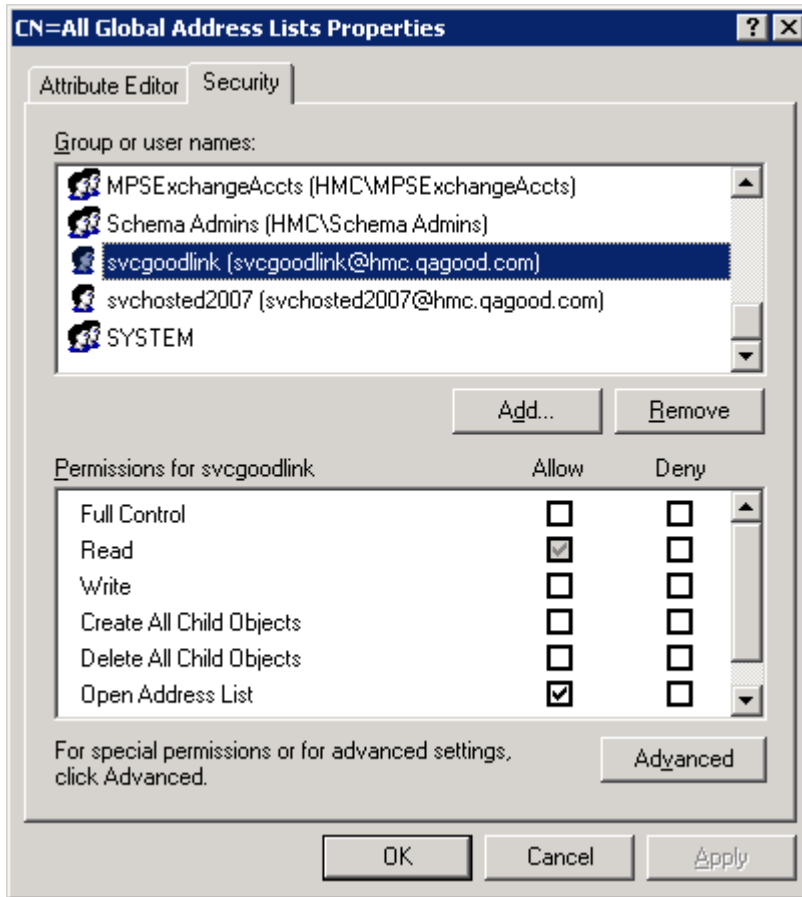 CN=All Global Address Lists Properties
Attribute Editor Security
Group or user names:
MPSExchangeAccts (HMC\MPSExchangeAccts)
Schema Admins (HMC\Schema Admins)
svcgoodlink (svcgoodlink@hmc.qagood.com)
svchosted2007 (svchosted2007@hmc.qagood.com)
SYSTEM
Add... Remove
Permissions for svcgoodlink Allow Deny
Full Control
Read
Write
Create All Child Objects
Delete All Child Objects
Open Address List
For special permissions or for advanced settings,
click Advanced.
Advanced
OK Cancel Apply